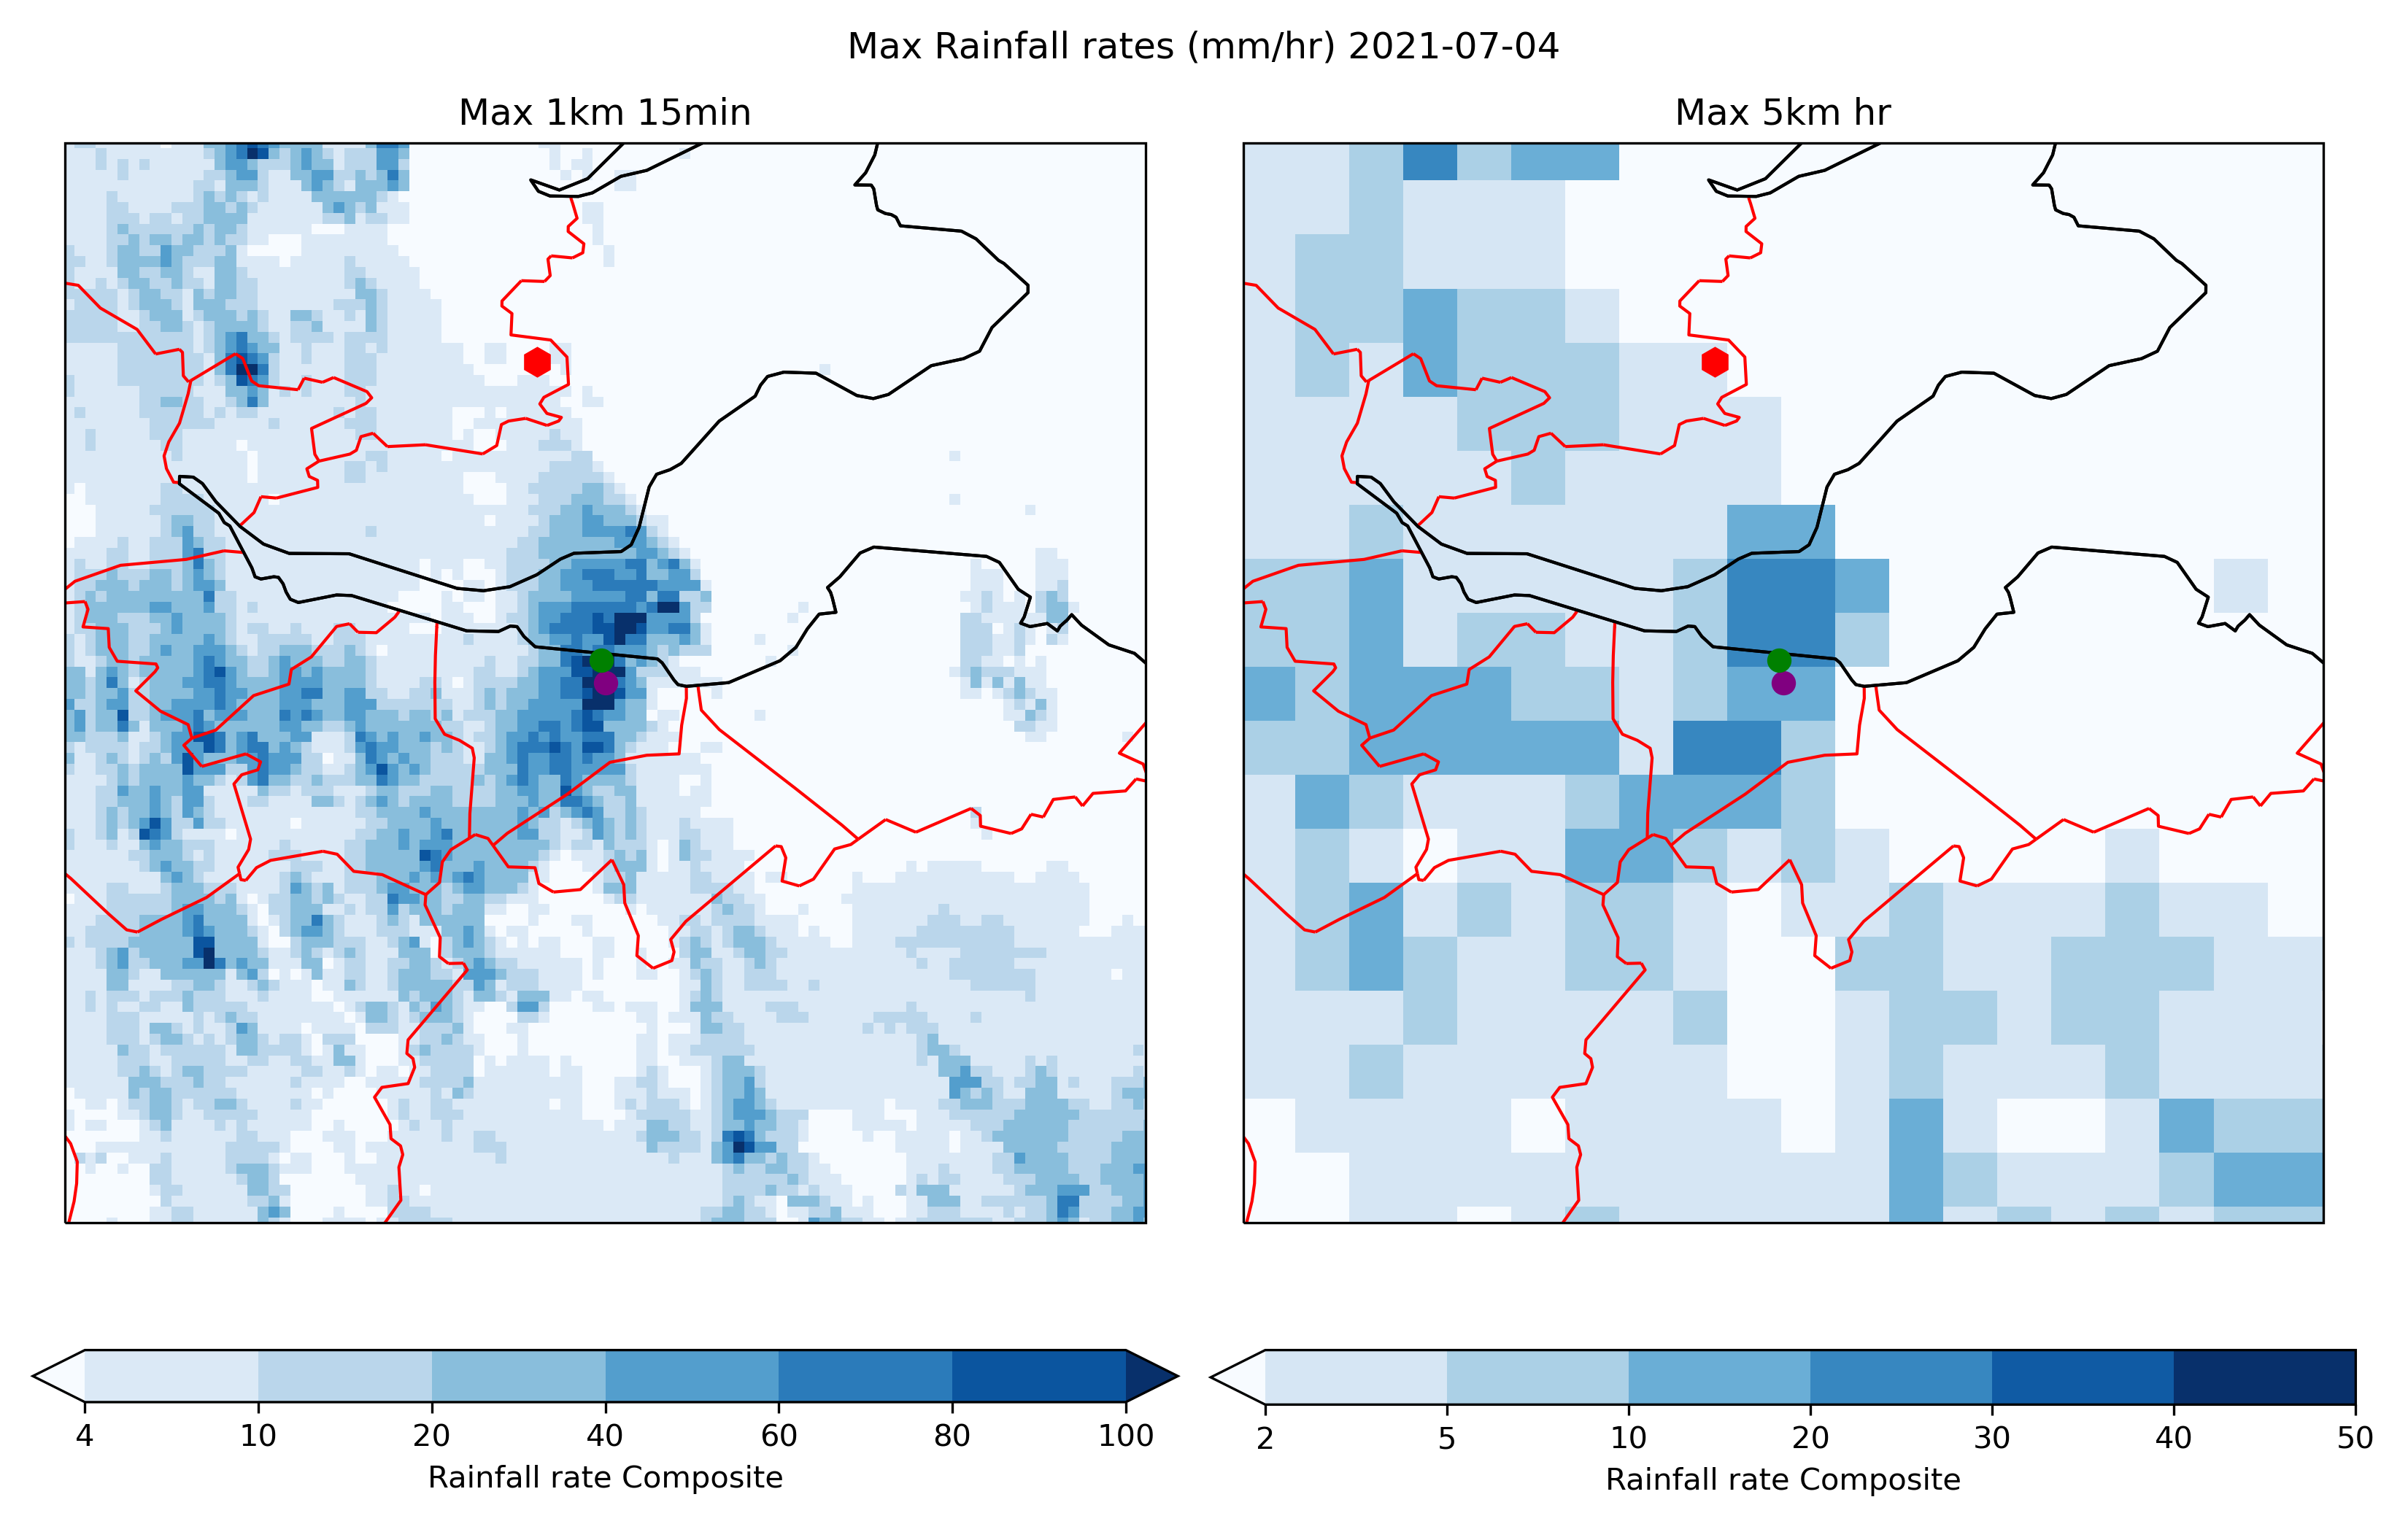 Max Rainfall rates (mm/hr) 2021-07-04
Max 1km 15min
Max 5km hr
4 10 20 40 60 80 100
Rainfall rate Composite
2 5 10 20 30 40 50
Rainfall rate Composite